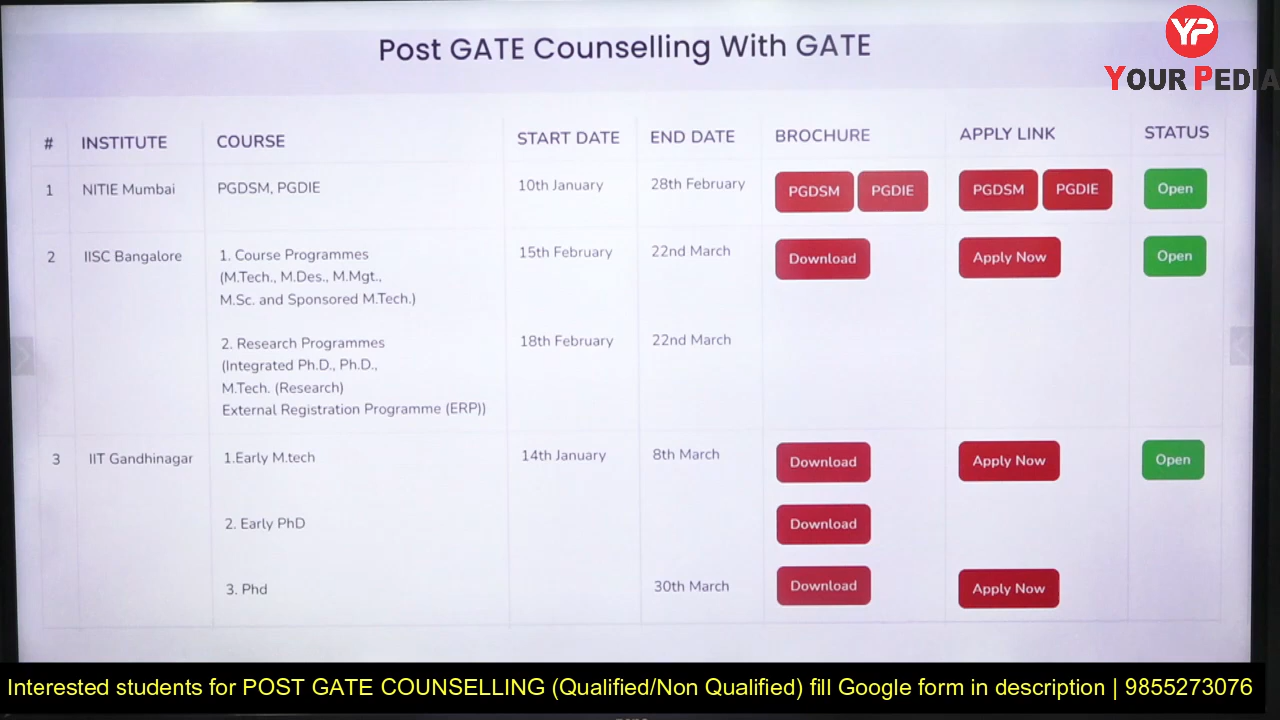 YP
YOUR PEDIA
Post GATE Counselling With GATE
# INSTITUTE COURSE START DATE END DATE BROCHURE APPLY LINK STATUS
1 NITIE Mumbai PGDSM, PGDIE 10th January 28th February PGDSM PGDIE PGDSM PGDIE Open
2 IISC Bangalore 1. Course Programmes 15th February 22nd March Download Apply Now Open
(M.Tech., M.Des., M.Mgt.,
M.Sc. and Sponsored M.Tech.)
2. Research Programmes 18th February 22nd March
(Integrated Ph.D., Ph.D.,
M.Tech. (Research)
External Registration Programme (ERP))
3 IIT Gandhinagar 1.Early M.tech 14th January 8th March Download Apply Now Open
2. Early PhD Download
3. Phd 30th March Download Apply Now
Interested students for POST GATE COUNSELLING (Qualified/Non Qualified) fill Google form in description | 9855273076